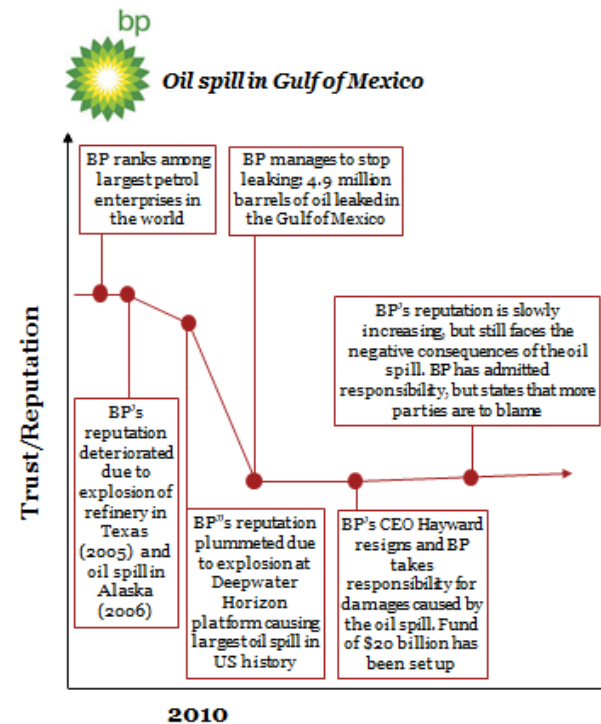 bp
Oil spill in Gulf of Mexico
BP ranks among
largest petrol
enterprises in
the world
BP manages to stop
leaking: 4.9 million
barrels of oil leaked in
the Gulf of Mexico
BP's reputation is slowly
increasing, but still faces the
negative consequences of the oil
spill. BP has admitted
responsibility, but states that more
parties are to blame
Trust/Reputation
BP's
reputation
deteriorated
due to
explosion of
refinery in
Texas
(2005) and
oil spill in
Alaska
(2006)
BP"s reputation
plummeted due
to explosion at
Deepwater
Horizon
platform causing
largest oil spill in
US history
BP's CEO Hayward
resigns and BP
takes
responsibility for
damages caused by
the oil spill. Fund
of $20 billion has
been set up
2010